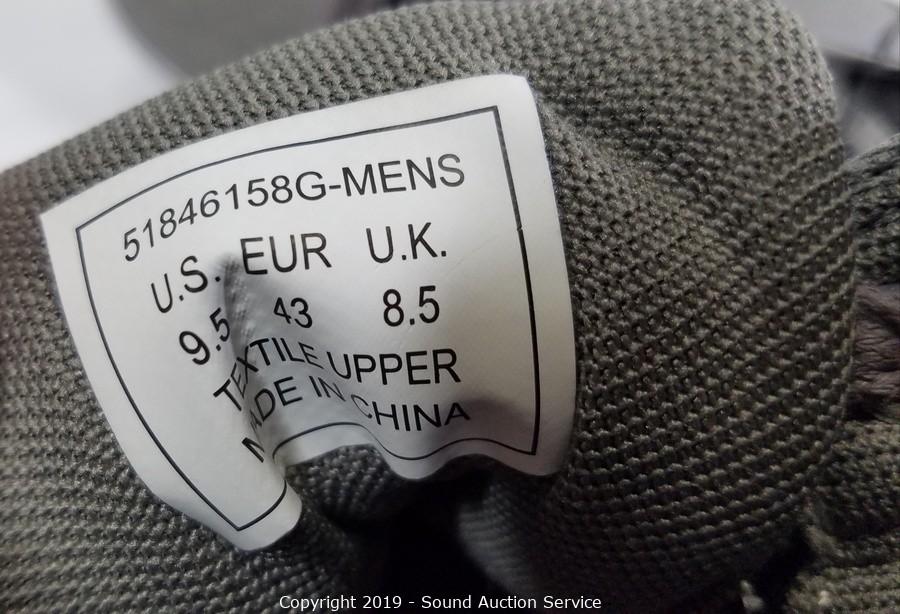 51846158G-MENS
U.S. EUR U.K.
9.5 43 8.5
TEXTILE UPPER
MADE IN CHINA
Copyright 2019 - Sound Auction Service